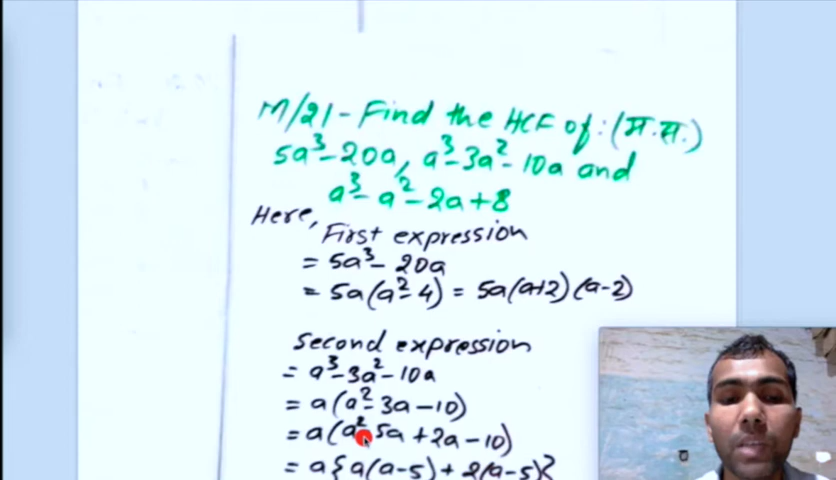 M/21 - Find the HCF of: (म.स.)
5a³ - 20a, a³ - 3a² - 10a and
a³ - a² - 2a + 8
Here,
First expression
= 5a³ - 20a
= 5a(a² - 4) = 5a(a+2)(a-2)
Second expression
= a³ - 3a² - 10a
= a(a² - 3a - 10)
= a(a² 5a + 2a - 10)
= a{a(a-5) + 2(a-5)}